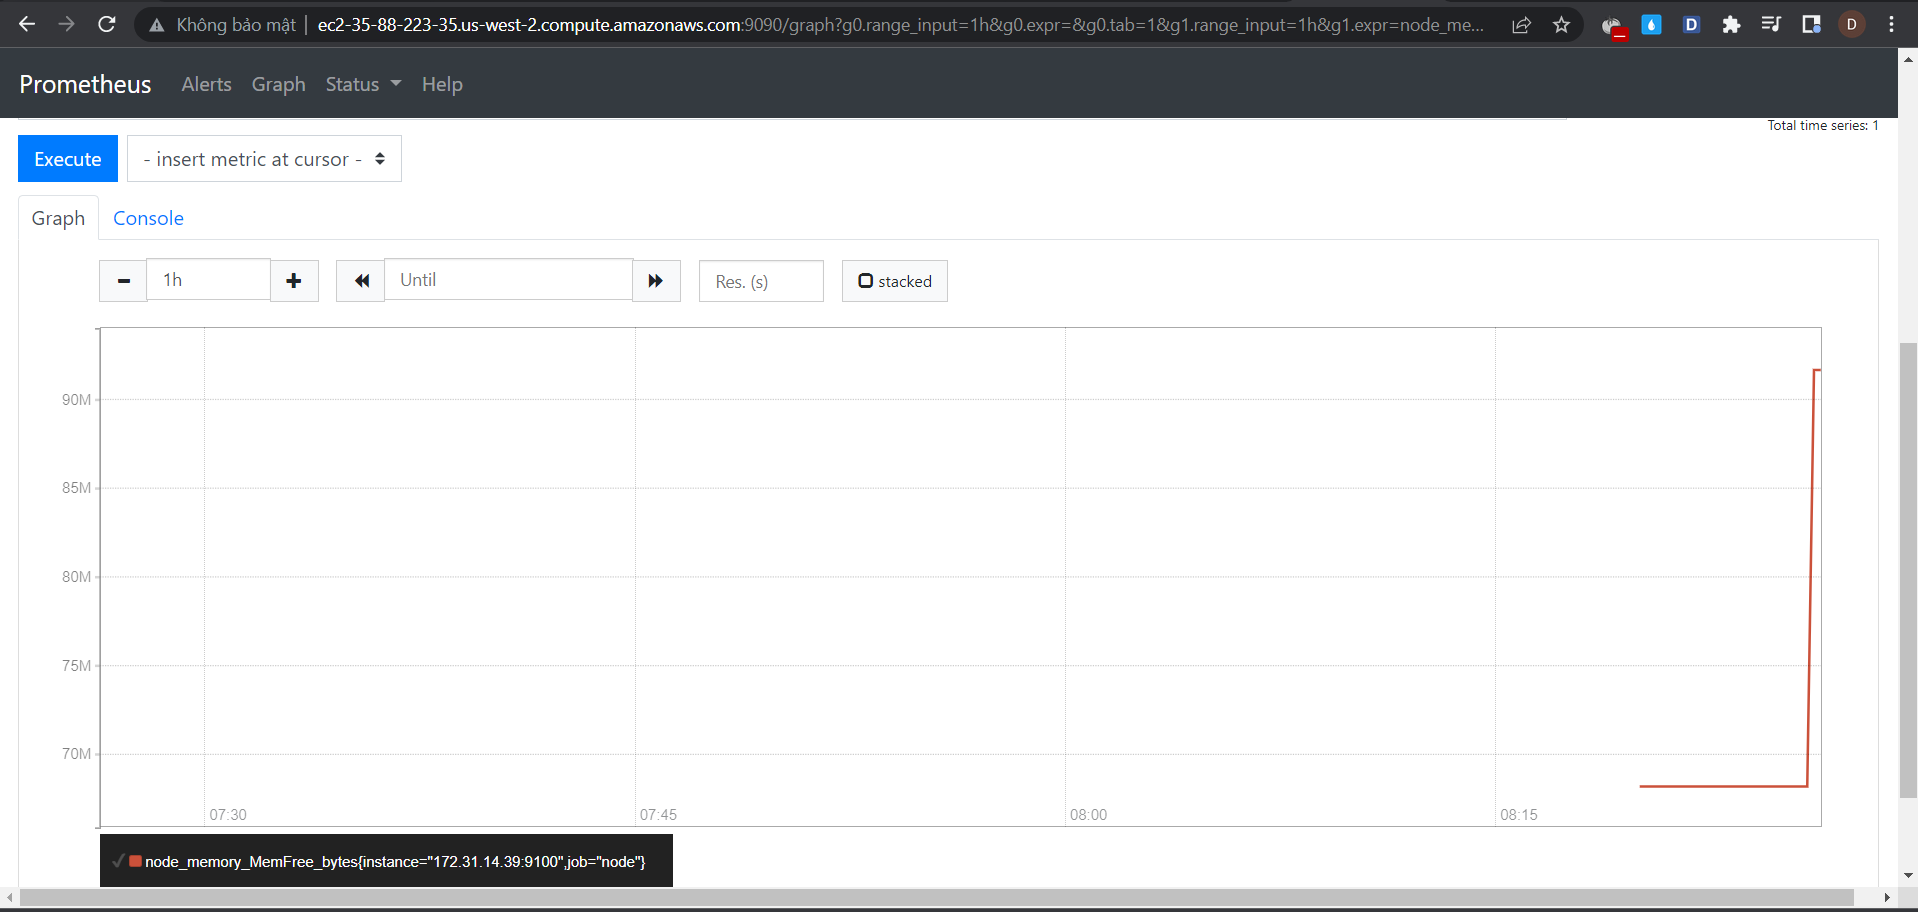 Không bảo mật ec2-35-88-223-35.us-west-2.compute.amazonaws.com:9090/graph?g0.range_input=1h&g0.expr=&g0.tab=1&g1.range_input=1h&g1.expr=node_me...
D
D
Prometheus Alerts Graph Status Help
Total time series: 1
Execute - insert metric at cursor -
Graph Console
1h Until Res. (s) stacked
90M
85M
80M
75M
70M
07:30 07:45 08:00 08:15
node_memory_MemFree_bytes{instance="172.31.14.39:9100",job="node"}